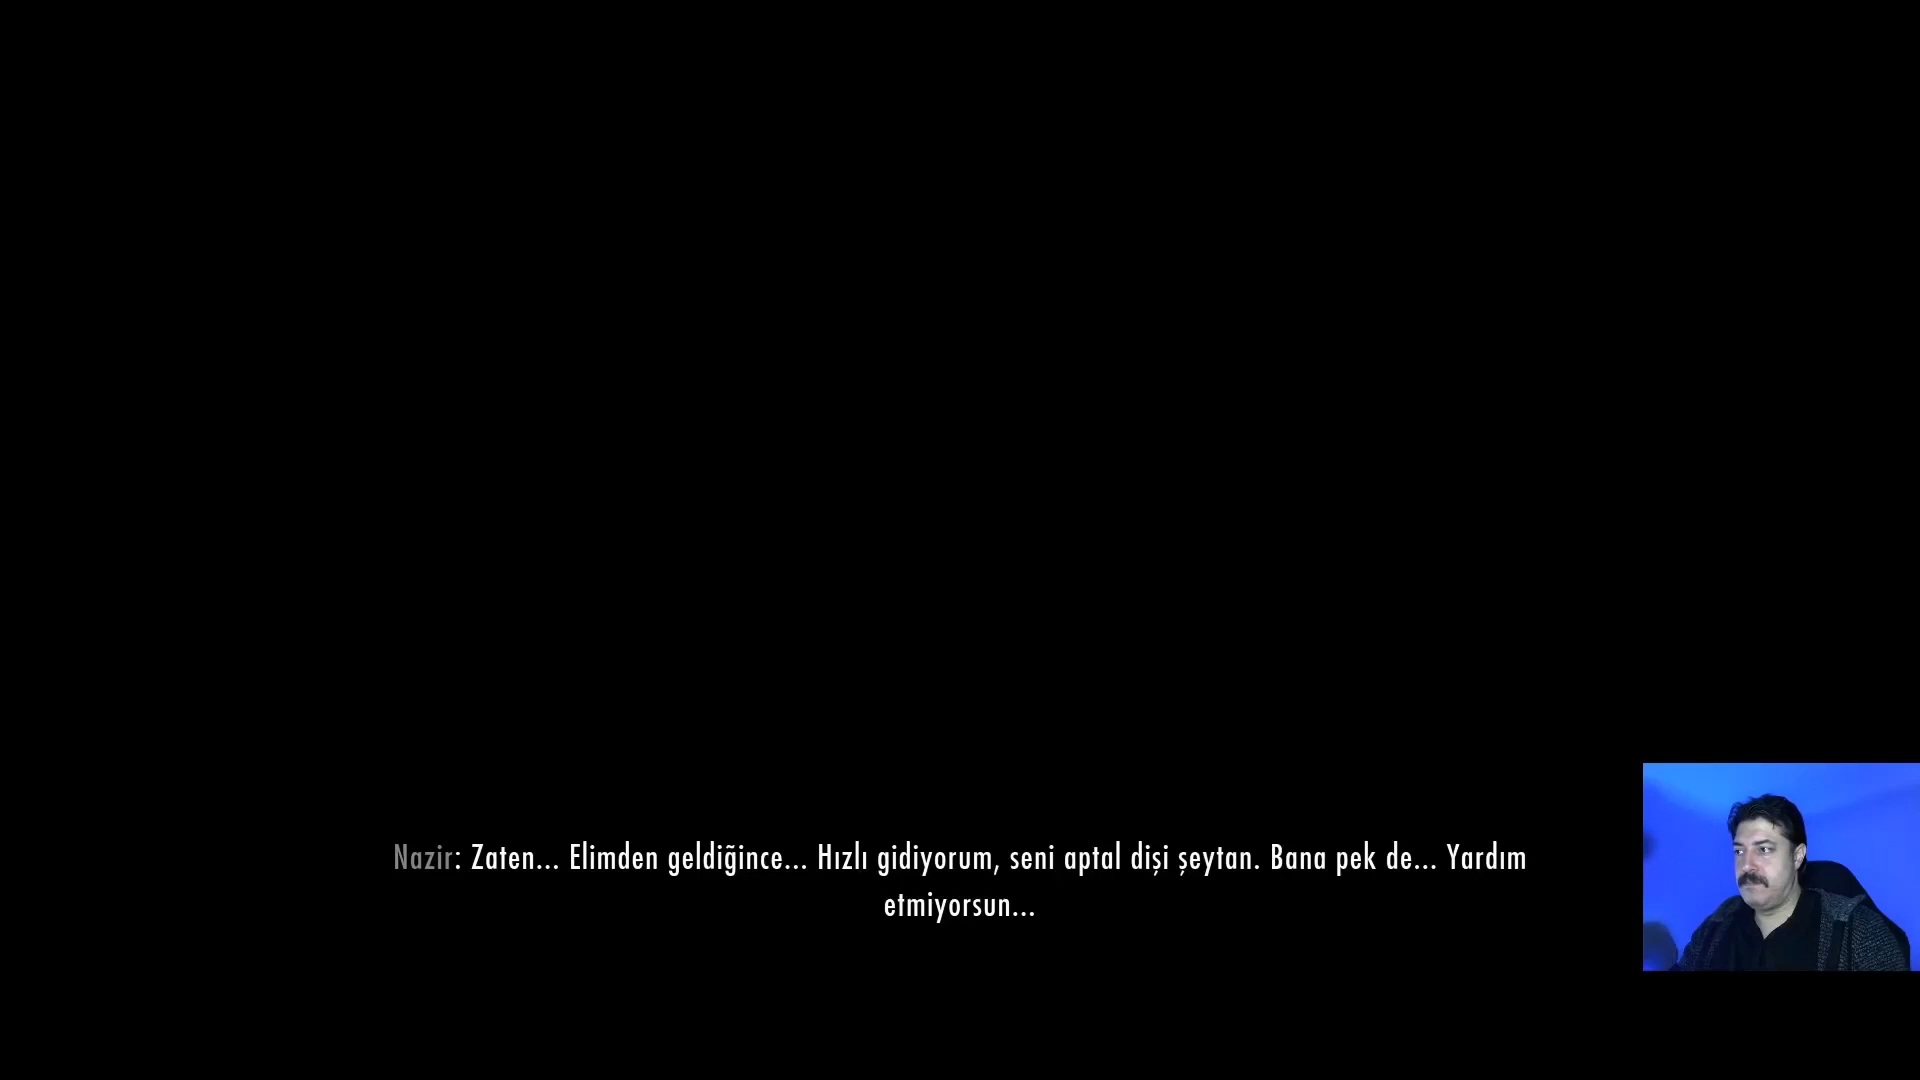 Nazir: Zaten... Elimden geldiğince... Hızlı gidiyorum, seni aptal dişi şeytan. Bana pek de... Yardım
etmiyorsun...